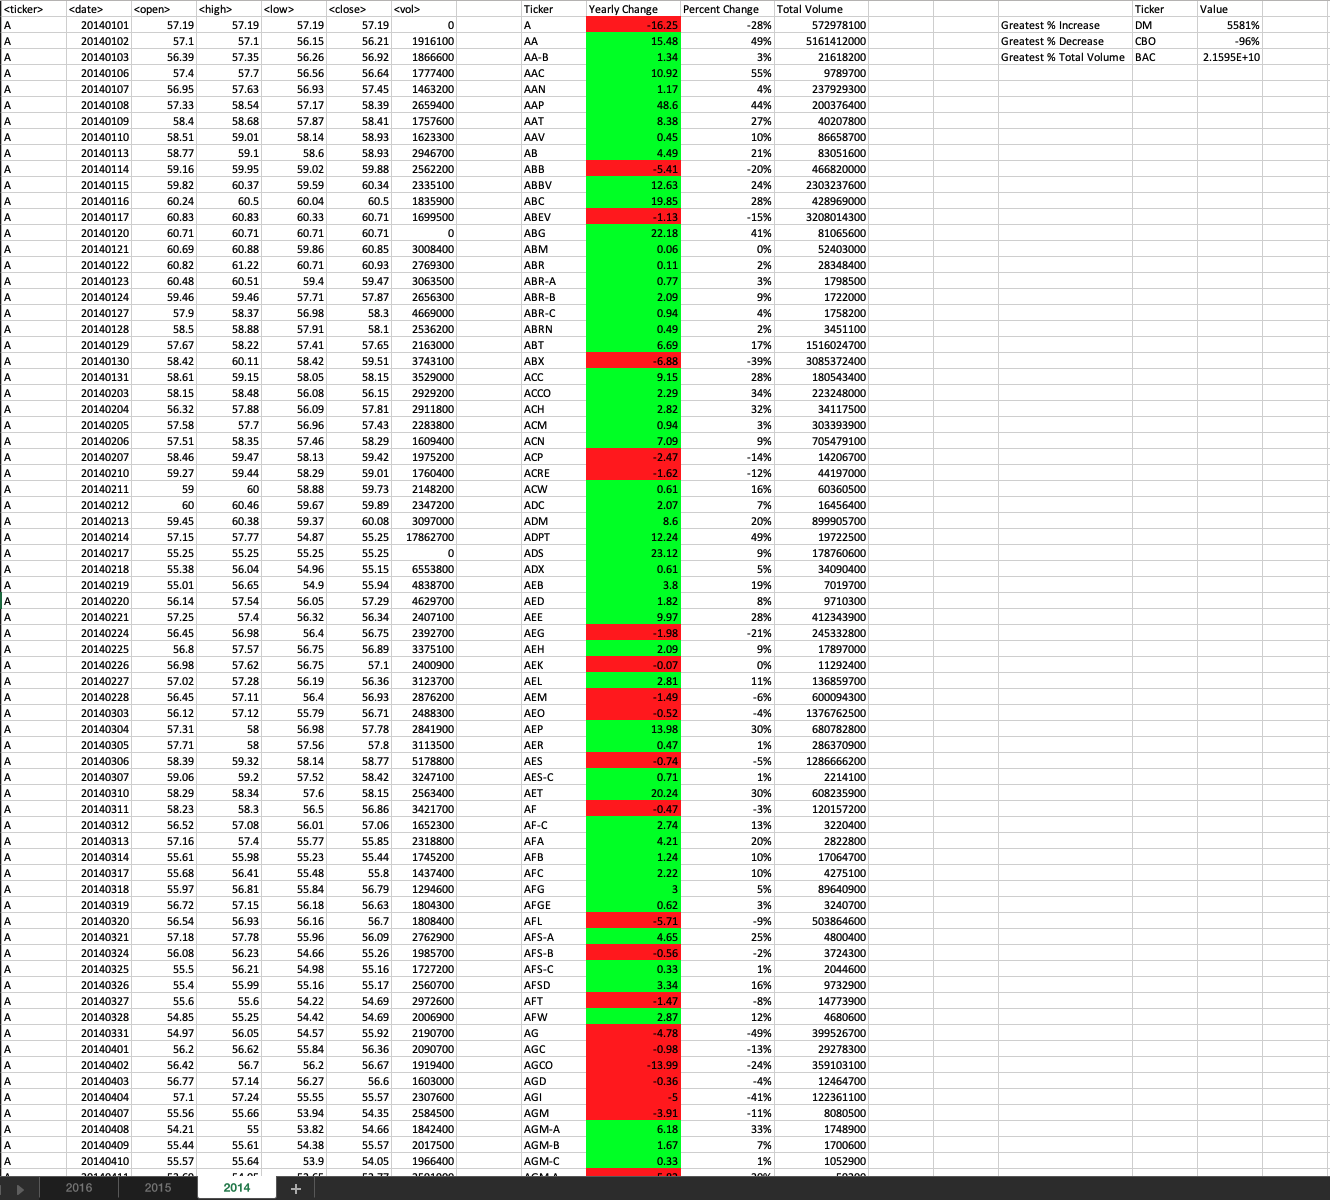 <ticker> <date> <open> <high> <low> <close> <vol> Ticker Yearly Change Percent Change Total Volume Ticker Value
A 20140101 57.19 57.19 57.19 57.19 0 A -16.25 -28% 572978100 Greatest % Increase DM 5581%
A 20140102 57.1 57.1 56.15 56.21 1916100 AA 15.48 49% 5161412000 Greatest % Decrease CBO -96%
A 20140103 56.39 57.35 56.26 56.92 1866600 AA-B 1.34 3% 21618200 Greatest % Total Volume BAC 2.1595E+10
A 20140106 57.4 57.7 56.56 56.64 1777400 AAC 10.92 55% 9789700
A 20140107 56.95 57.63 56.93 57.45 1463200 AAN 1.17 4% 237929300
A 20140108 57.33 58.54 57.17 58.39 2659400 AAP 48.6 44% 200376400
A 20140109 58.4 58.68 57.87 58.41 1757600 AAT 8.38 27% 40207800
A 20140110 58.51 59.01 58.14 58.93 1623300 AAV 0.45 10% 86658700
A 20140113 58.77 59.1 58.6 58.93 2946700 AB 4.49 21% 83051600
A 20140114 59.16 59.95 59.02 59.88 2562200 ABB -5.41 -20% 466820000
A 20140115 59.82 60.37 59.59 60.34 2335100 ABBV 12.63 24% 2303237600
A 20140116 60.24 60.5 60.04 60.5 1835900 ABC 19.85 28% 428969000
A 20140117 60.83 60.83 60.33 60.71 1699500 ABEV -1.13 -15% 3208014300
A 20140120 60.71 60.71 60.71 60.71 0 ABG 22.18 41% 81065600
A 20140121 60.69 60.88 59.86 60.85 3008400 ABM 0.06 0% 52403000
A 20140122 60.82 61.22 60.71 60.93 2769300 ABR 0.11 2% 28348400
A 20140123 60.48 60.51 59.4 59.47 3063500 ABR-A 0.77 3% 1798500
A 20140124 59.46 59.46 57.71 57.87 2656300 ABR-B 2.09 9% 1722000
A 20140127 57.9 58.37 56.98 58.3 4669000 ABR-C 0.94 4% 1758200
A 20140128 58.5 58.88 57.91 58.1 2536200 ABRN 0.49 2% 3451100
A 20140129 57.67 58.22 57.41 57.65 2163000 ABT 6.69 17% 1516024700
A 20140130 58.42 60.11 58.42 59.51 3743100 ABX -6.88 -39% 3085372400
A 20140131 58.61 59.15 58.05 58.15 3529000 ACC 9.15 28% 180543400
A 20140203 58.15 58.48 56.08 56.15 2929200 ACCO 2.29 34% 223248000
A 20140204 56.32 57.88 56.09 57.81 2911800 ACH 2.82 32% 34117500
A 20140205 57.58 57.7 56.96 57.43 2283800 ACM 0.94 3% 303393900
A 20140206 57.51 58.35 57.46 58.29 1609400 ACN 7.09 9% 705479100
A 20140207 58.46 59.47 58.13 59.42 1975200 ACP -2.47 -14% 14206700
A 20140210 59.27 59.44 58.29 59.01 1760400 ACRE -1.62 -12% 44197000
A 20140211 59 60 58.88 59.73 2148200 ACW 0.61 16% 60360500
A 20140212 60 60.46 59.67 59.89 2347200 ADC 2.07 7% 16456400
A 20140213 59.45 60.38 59.37 60.08 3097000 ADM 8.6 20% 899905700
A 20140214 57.15 57.77 54.87 55.25 17862700 ADPT 12.24 49% 19722500
A 20140217 55.25 55.25 55.25 55.25 0 ADS 23.12 9% 178760600
A 20140218 55.38 56.04 54.96 55.15 6553800 ADX 0.61 5% 34090400
A 20140219 55.01 56.65 54.9 55.94 4838700 AEB 3.8 19% 7019700
A 20140220 56.14 57.54 56.05 57.29 4629700 AED 1.82 8% 9710300
A 20140221 57.25 57.4 56.32 56.34 2407100 AEE 9.97 28% 412343900
A 20140224 56.45 56.98 56.4 56.75 2392700 AEG -1.98 -21% 245332800
A 20140225 56.8 57.57 56.75 56.89 3375100 AEH 2.09 9% 17897000
A 20140226 56.98 57.62 56.75 57.1 2400900 AEK -0.07 0% 11292400
A 20140227 57.02 57.28 56.19 56.36 3123700 AEL 2.81 11% 136859700
A 20140228 56.45 57.11 56.4 56.93 2876200 AEM -1.49 -6% 600094300
A 20140303 56.12 57.12 55.79 56.71 2488300 AEO -0.52 -4% 1376762500
A 20140304 57.31 58 56.98 57.78 2841900 AEP 13.98 30% 680782800
A 20140305 57.71 58 57.56 57.8 3113500 AER 0.47 1% 286370900
A 20140306 58.39 59.32 58.14 58.77 5178800 AES -0.74 -5% 1286666200
A 20140307 59.06 59.2 57.52 58.42 3247100 AES-C 0.71 1% 2214100
A 20140310 58.29 58.34 57.6 58.15 2563400 AET 20.24 30% 608235900
A 20140311 58.23 58.3 56.5 56.86 3421700 AF -0.47 -3% 120157200
A 20140312 56.52 57.08 56.01 57.06 1652300 AF-C 2.74 13% 3220400
A 20140313 57.16 57.4 55.77 55.85 2318800 AFA 4.21 20% 2822800
A 20140314 55.61 55.98 55.23 55.44 1745200 AFB 1.24 10% 17064700
A 20140317 55.68 56.41 55.48 55.8 1437400 AFC 2.22 10% 4275100
A 20140318 55.97 56.81 55.84 56.79 1294600 AFG 3 5% 89640900
A 20140319 56.72 57.15 56.18 56.63 1804300 AFGE 0.62 3% 3240700
A 20140320 56.54 56.93 56.16 56.7 1808400 AFL -5.71 -9% 503864600
A 20140321 57.18 57.78 55.96 56.09 2762900 AFS-A 4.65 25% 4800400
A 20140324 56.08 56.23 54.66 55.26 1985700 AFS-B -0.56 -2% 3724300
A 20140325 55.5 56.21 54.98 55.16 1727200 AFS-C 0.33 1% 2044600
A 20140326 55.4 55.99 55.16 55.17 2560700 AFSD 3.34 16% 9732900
A 20140327 55.6 55.6 54.22 54.69 2972600 AFT -1.47 -8% 14773900
A 20140328 54.85 55.25 54.42 54.69 2006900 AFW 2.87 12% 4680600
A 20140331 54.97 56.05 54.57 55.92 2190700 AG -4.78 -49% 399526700
A 20140401 56.2 56.62 55.84 56.36 2090700 AGC -0.98 -13% 29278300
A 20140402 56.42 56.7 56.2 56.67 1919400 AGCO -13.99 -24% 359103100
A 20140403 56.77 57.14 56.27 56.6 1603000 AGD -0.36 -4% 12464700
A 20140404 57.1 57.24 55.55 55.57 2307600 AGI -5 -41% 122361100
A 20140407 55.56 55.66 53.94 54.35 2584500 AGM -3.91 -11% 8080500
A 20140408 54.21 55 53.82 54.66 1842400 AGM-A 6.18 33% 1748900
A 20140409 55.44 55.61 54.38 55.57 2017500 AGM-B 1.67 7% 1700600
A 20140410 55.57 55.64 53.9 54.05 1966400 AGM-C 0.33 1% 1052900
2016 2015 2014 +